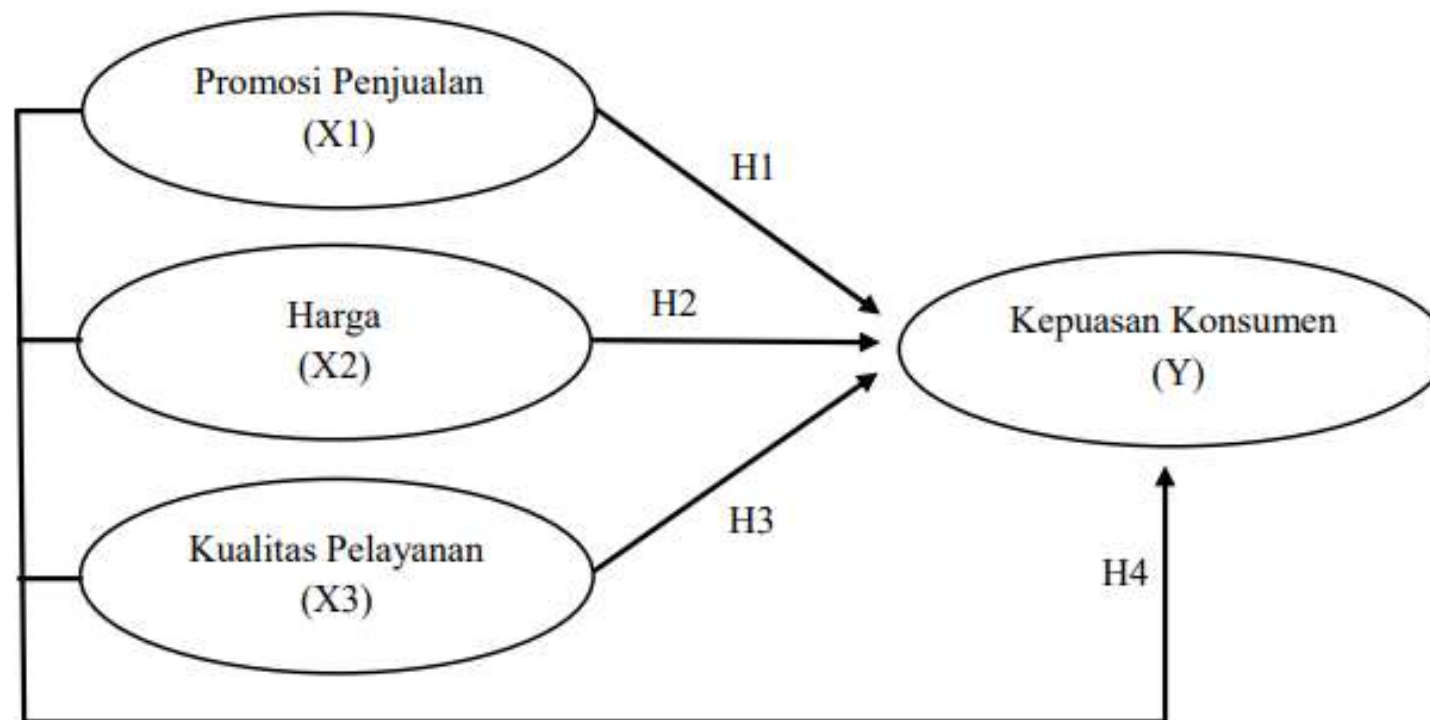 Promosi Penjualan
(X1)
H1
Harga
(X2)
H2
Kepuasan Konsumen
(Y)
Kualitas Pelayanan
(X3)
H3
H4